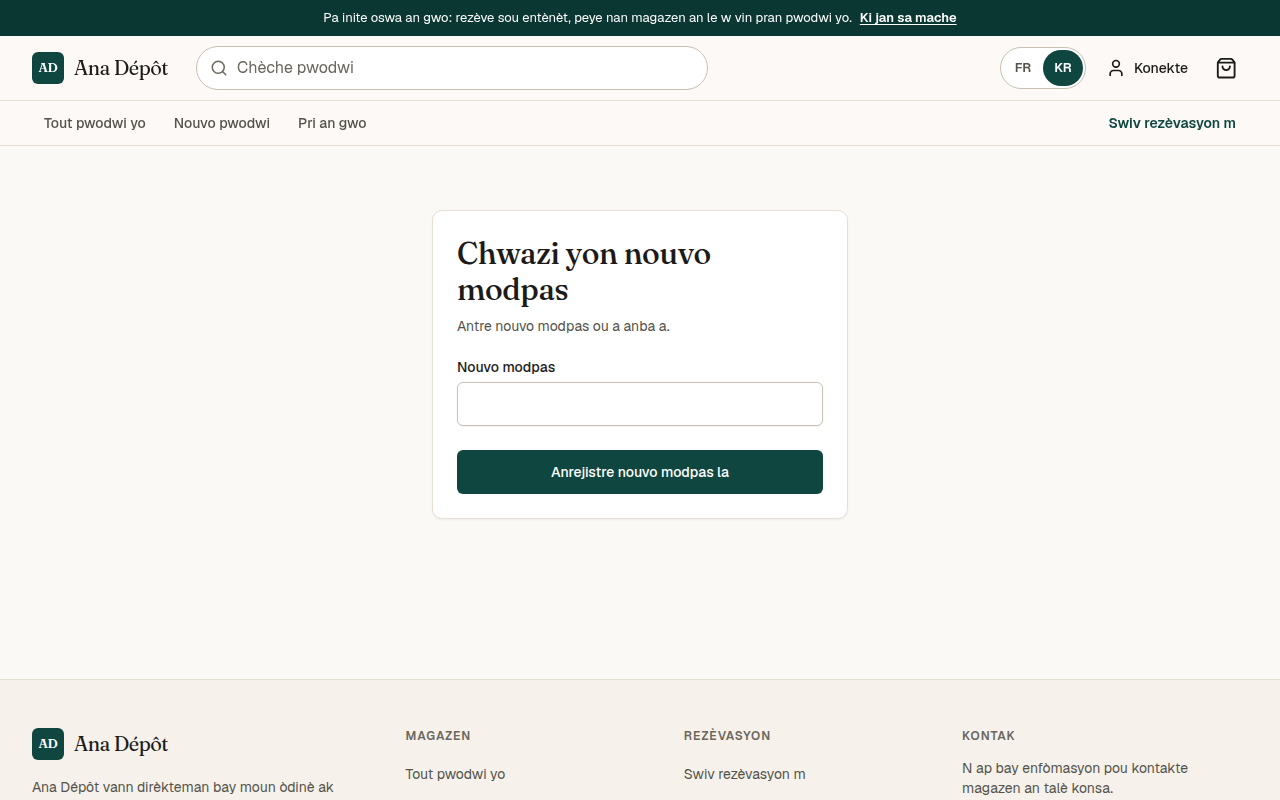 Pa inite oswa an gwo: rezève sou entènèt, peye nan magazen an le w vin pran pwodwi yo. Ki jan sa mache
AD Ana Dépôt
Chèche pwodwi
FR KR
Konekte
Tout pwodwi yo
Nouvo pwodwi
Pri an gwo
Swiv rezèvasyon m
Chwazi yon nouvo
modpas
Antre nouvo modpas ou a anba a.
Nouvo modpas
Anrejistre nouvo modpas la
AD Ana Dépôt
Ana Dépôt vann dirèkteman bay moun òdinè ak
MAGAZEN
Tout pwodwi yo
REZÈVASYON
Swiv rezèvasyon m
KONTAK
N ap bay enfòmasyon pou kontakte
magazen an talè konsa.